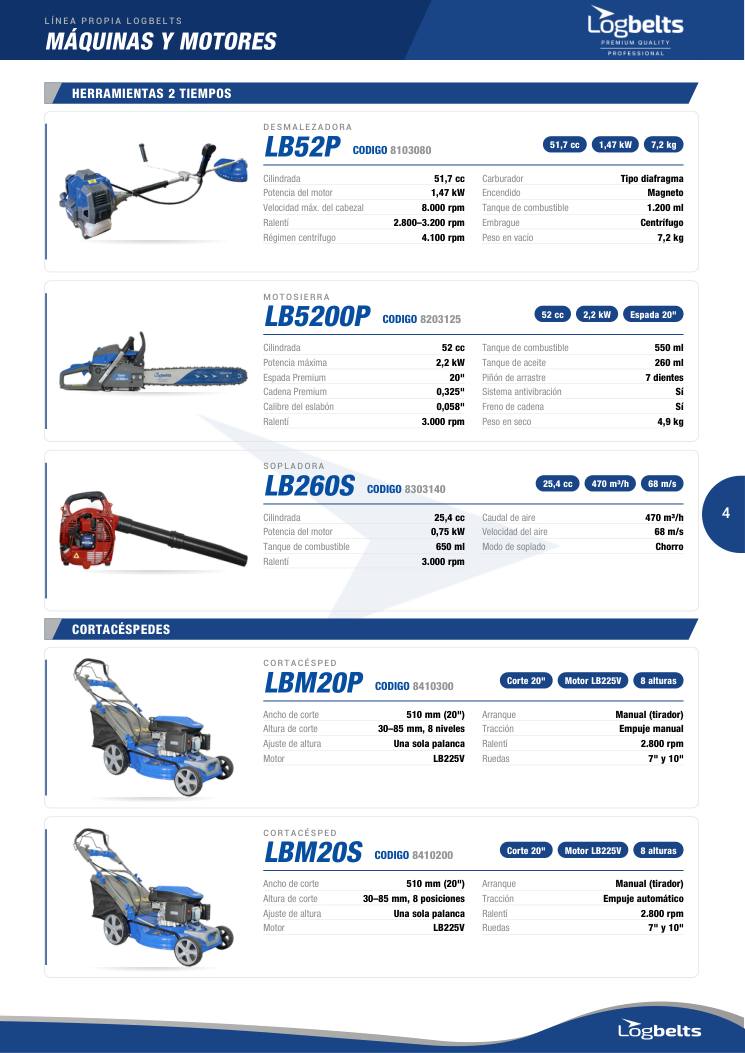 LÍNEA PROPIA LOGBELTS
MÁQUINAS Y MOTORES
Logbelts
PREMIUM QUALITY
PROFESSIONAL
HERRAMIENTAS 2 TIEMPOS
DESMALEZADORA
LB52P CODIGO 8103080
51,7 cc 1,47 kW 7,2 kg
Cilindrada 51,7 cc
Potencia del motor 1,47 kW
Velocidad máx. del cabezal 8.000 rpm
Ralentí 2.800–3.200 rpm
Régimen centrífugo 4.100 rpm
Carburador Tipo diafragma
Encendido Magneto
Tanque de combustible 1.200 ml
Embrague Centrífugo
Peso en vacío 7,2 kg
MOTOSIERRA
LB5200P CODIGO 8203125
52 cc 2,2 kW Espada 20"
Cilindrada 52 cc
Potencia máxima 2,2 kW
Espada Premium 20"
Cadena Premium 0,325"
Calibre del eslabón 0,058"
Ralentí 3.000 rpm
Tanque de combustible 550 ml
Tanque de aceite 260 ml
Piñón de arrastre 7 dientes
Sistema antivibración Sí
Freno de cadena Sí
Peso en seco 4,9 kg
SOPLADORA
LB260S CODIGO 8303140
25,4 cc 470 m³/h 68 m/s
Cilindrada 25,4 cc
Potencia del motor 0,75 kW
Tanque de combustible 650 ml
Ralentí 3.000 rpm
Caudal de aire 470 m³/h
Velocidad del aire 68 m/s
Modo de soplado Chorro
4
CORTACÉSPEDES
CORTACÉSPED
LBM20P CODIGO 8410300
Corte 20" Motor LB225V 8 alturas
Ancho de corte 510 mm (20")
Altura de corte 30–85 mm, 8 niveles
Ajuste de altura Una sola palanca
Motor LB225V
Arranque Manual (tirador)
Tracción Empuje manual
Ralentí 2.800 rpm
Ruedas 7" y 10"
CORTACÉSPED
LBM20S CODIGO 8410200
Corte 20" Motor LB225V 8 alturas
Ancho de corte 510 mm (20")
Altura de corte 30–85 mm, 8 posiciones
Ajuste de altura Una sola palanca
Motor LB225V
Arranque Manual (tirador)
Tracción Empuje automático
Ralentí 2.800 rpm
Ruedas 7" y 10"
Logbelts